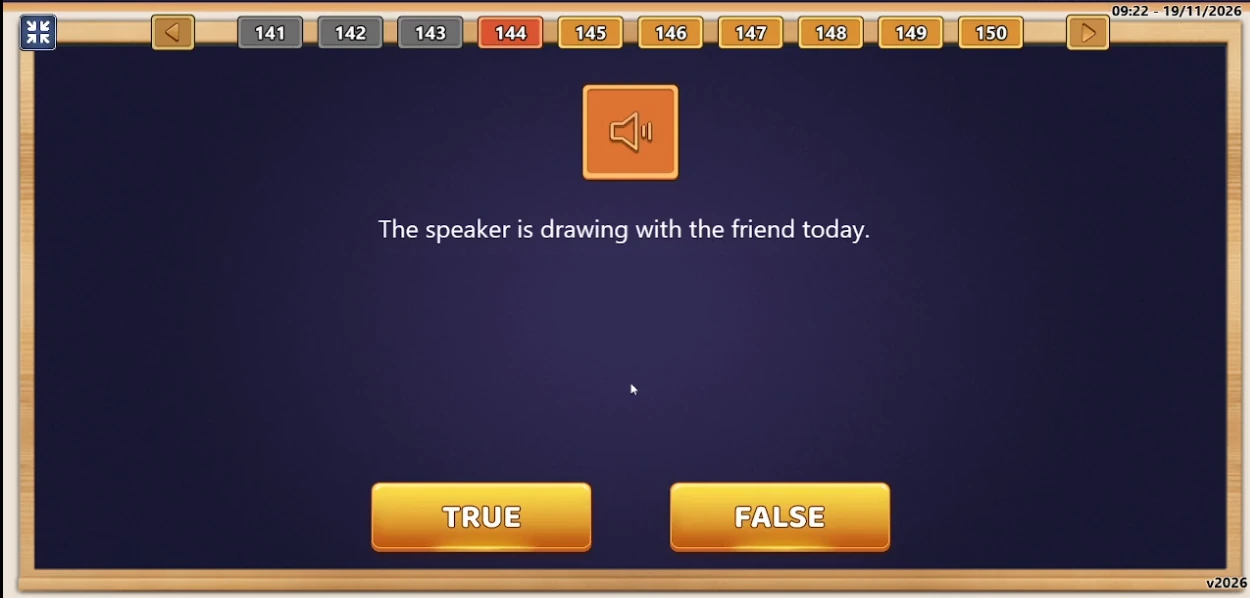 09:22 - 19/11/2026
141 142 143 144 145 146 147 148 149 150
The speaker is drawing with the friend today.
TRUE FALSE
v2026